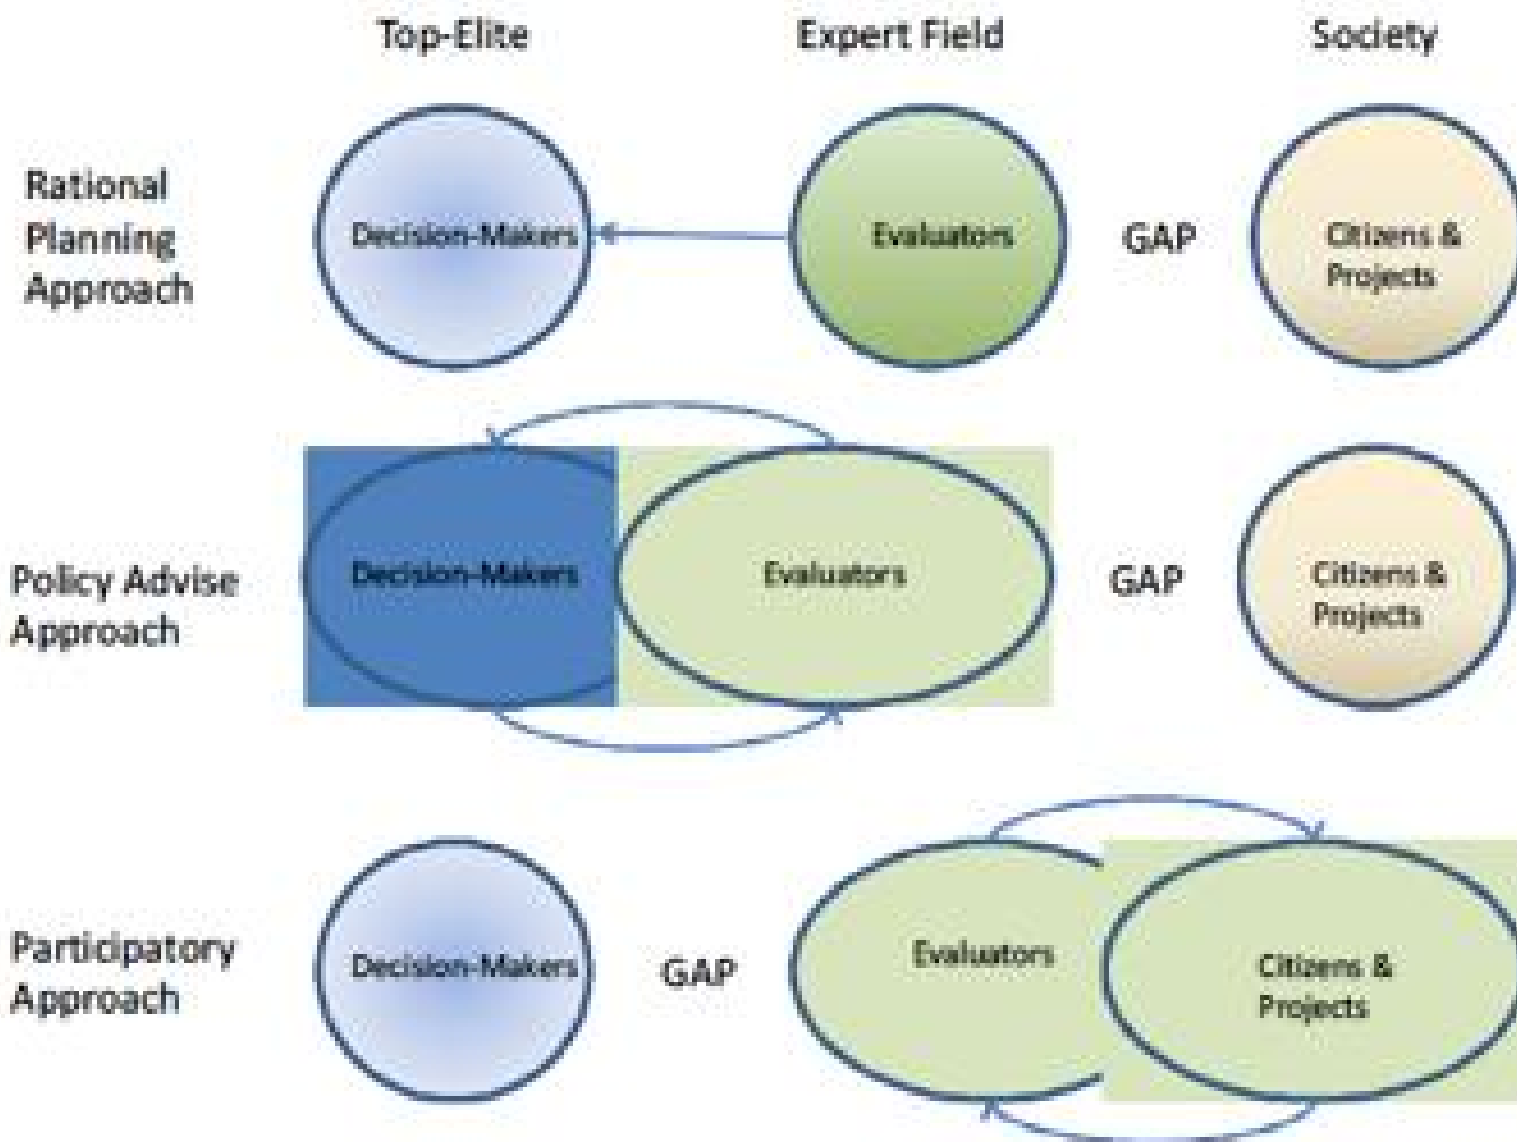 Top-Elite Expert Field Society
Rational
Planning
Approach
Decision-Makers
Evaluators
GAP
Citizens &
Projects
Policy Advise
Approach
Decision-Makers
Evaluators
GAP
Citizens &
Projects
Participatory
Approach
Decision-Makers
GAP
Evaluators
Citizens &
Projects